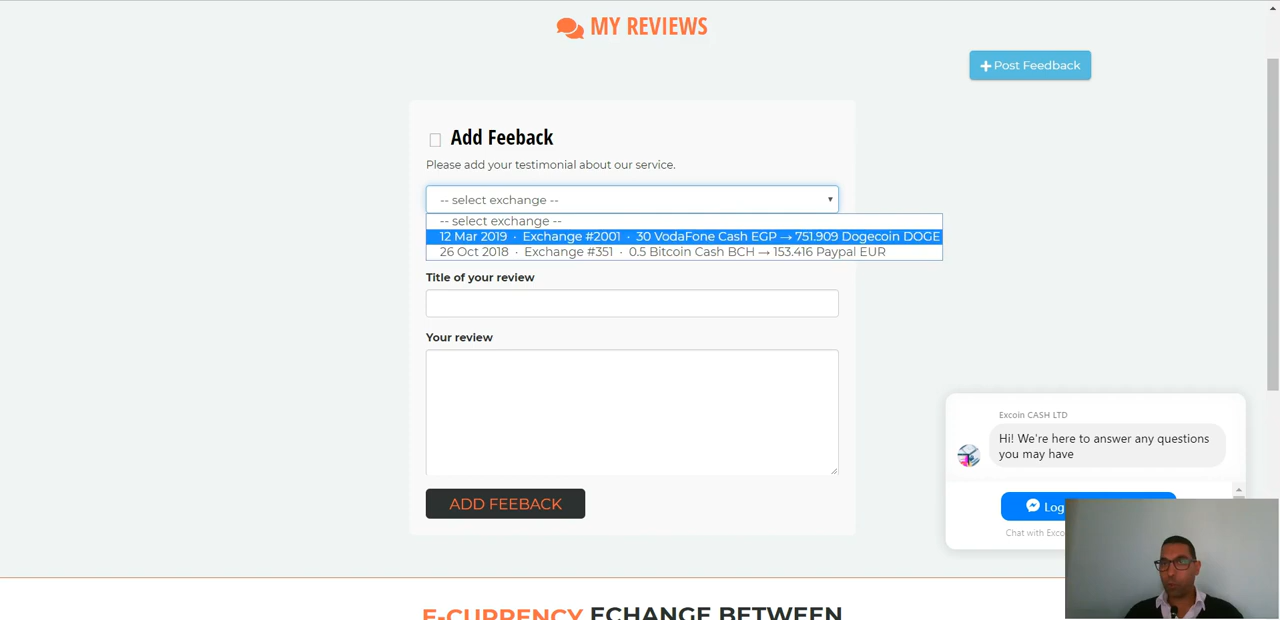 MY REVIEWS
Post Feedback
Add Feeback
Please add your testimonial about our service.
-- select exchange --
-- select exchange --
12 Mar 2019 · Exchange #2001 · 30 VodaFone Cash EGP → 751.909 Dogecoin DOGE
26 Oct 2018 · Exchange #351 · 0.5 Bitcoin Cash BCH → 153.416 Paypal EUR
Title of your review
Your review
ADD FEEBACK
Excoin CASH LTD
Hi! We're here to answer any questions
you may have
Log
Chat with Exco
E-CURRENCY ECHANGE BETWEEN